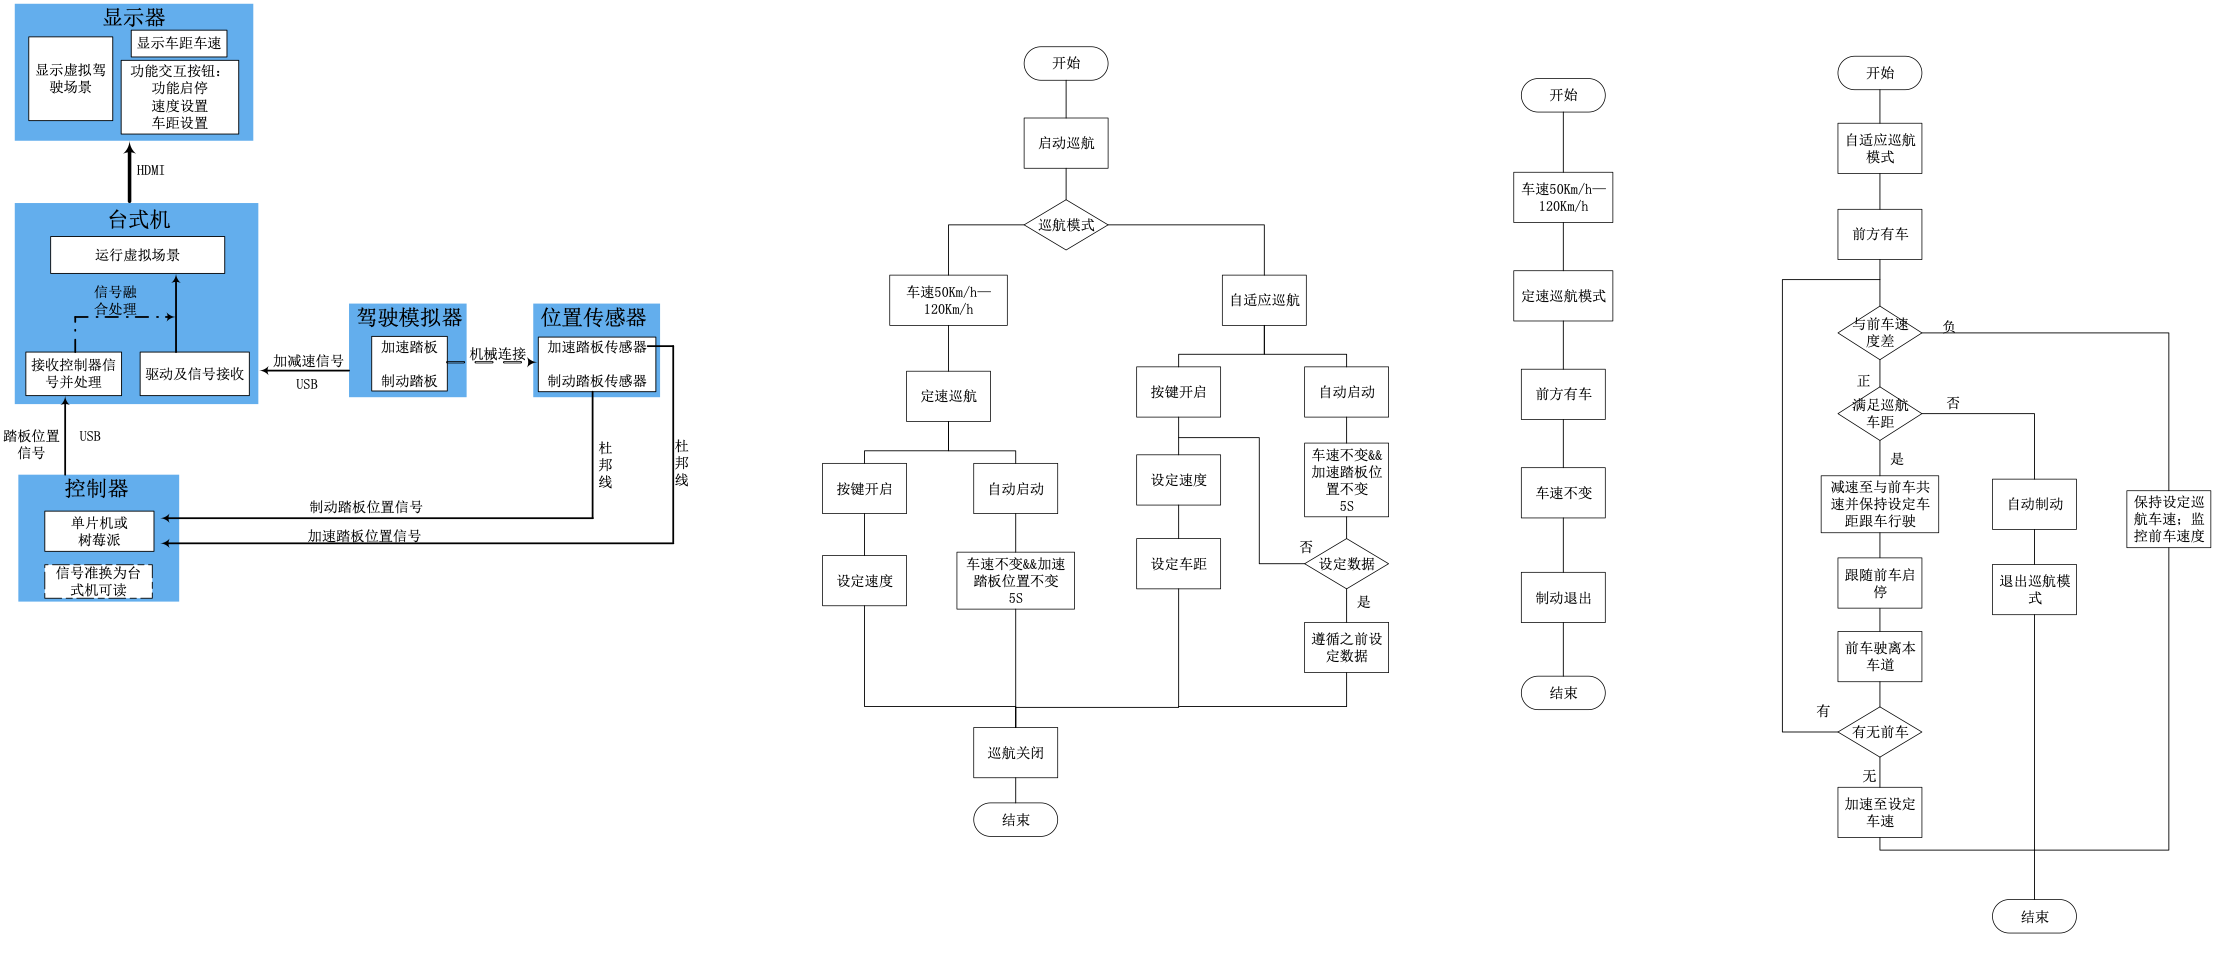 显示器
显示虚拟驾
驶场景
显示车距车速
功能交互按钮：
功能启停
速度设置
车距设置
HDMI
台式机
运行虚拟场景
信号融
合处理
接收控制器信
号并处理
驱动及信号接收
加减速信号
USB
驾驶模拟器
加速踏板
制动踏板
机械连接
位置传感器
加速踏板传感器
制动踏板传感器
踏板位置
信号
USB
杜
邦
线
杜
邦
线
控制器
单片机或
树莓派
信号准换为台
式机可读
制动踏板位置信号
加速踏板位置信号
开始
启动巡航
巡航模式
车速50Km/h—
120Km/h
定速巡航
按键开启
设定速度
自动启动
车速不变&&加速
踏板位置不变
5S
自适应巡航
按键开启
设定速度
设定车距
自动启动
车速不变&&
加速踏板位
置不变
5S
否
设定数据
是
遵循之前设
定数据
巡航关闭
结束
开始
车速50Km/h—
120Km/h
定速巡航模式
前方有车
车速不变
制动退出
结束
开始
自适应巡航
模式
前方有车
与前车速
度差
负
正
满足巡航
车距
否
是
减速至与前车共
速并保持设定车
距跟车行驶
跟随前车启
停
前车驶离本
车道
有
有无前车
无
加速至设定
车速
自动制动
退出巡航模
式
保持设定巡
航车速；监
控前车速度
结束